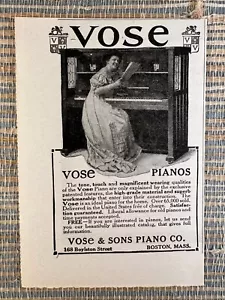 VOSE
VOSE PIANOS
The tone, touch and magnificent wearing qualities
of the Vose Piano are only explained by the exclusive
patented features, the high-grade material and superb
workmanship that enter into their construction. The
Vose is an ideal piano for the home. Over 65,000 sold.
Delivered in the United States free of charge. Satisfac-
tion guaranteed. Liberal allowance for old pianos and
time payments accepted.
FREE—If you are interested in pianos, let us send
you our beautifully illustrated catalog, that gives full
information.
VOSE & SONS PIANO CO.
168 Boylston Street BOSTON, MASS.